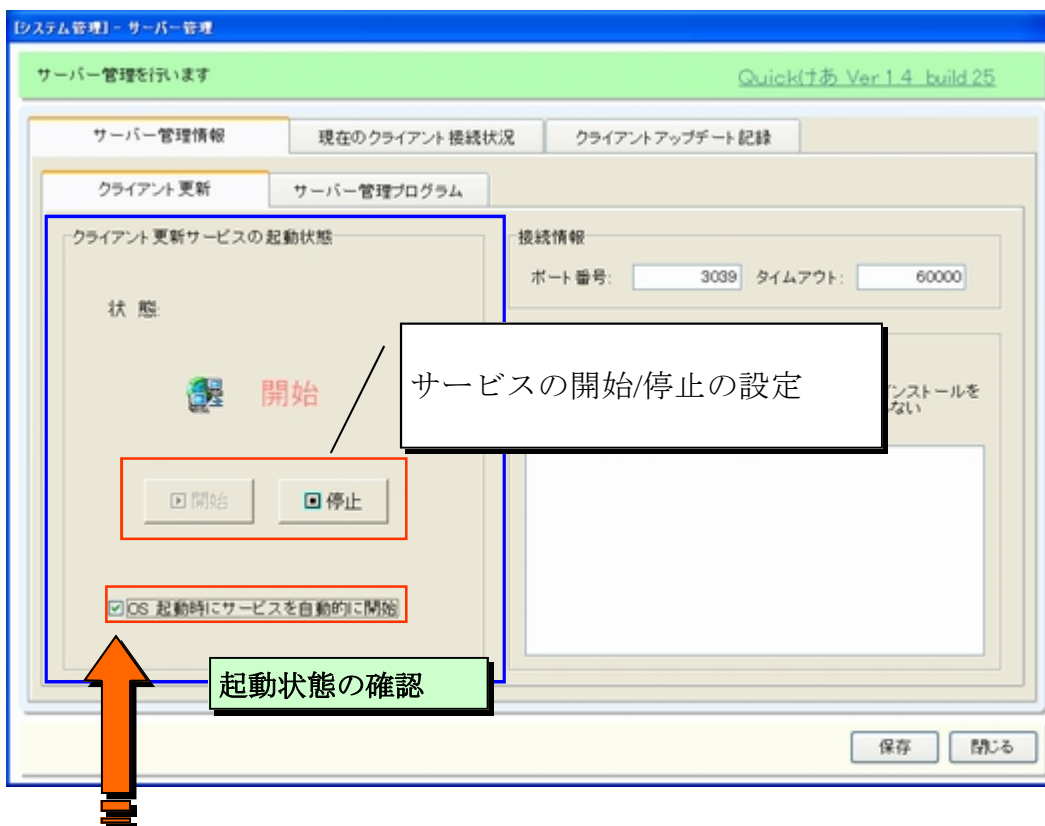 [システム管理] - サーバー管理
サーバー管理を行います
Quickけあ Ver 1.4 build 25
サーバー管理情報
現在のクライアント接続状況
クライアントアップデート記録
クライアント更新
サーバー管理プログラム
クライアント更新サービスの起動状態
状 態:
開始
開始
停止
OS 起動時にサービスを自動的に開始
接続情報
ポート番号: 3039 タイムアウト: 60000
サービスの開始/停止の設定
ンストールを
ない
起動状態の確認
保存
閉じる